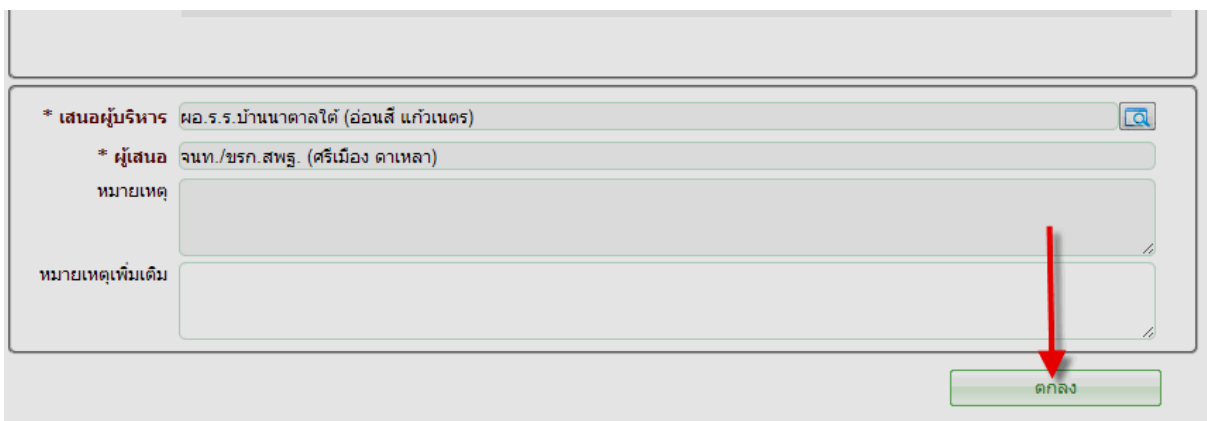 * เสนอผู้บริหาร ผอ.ร.ร.บ้านนาตาลใต้ (อ่อนสี แก้วเนตร)
* ผู้เสนอ จนท./ขรก.สพฐ. (ศรีเมือง ดาเหลา)
หมายเหตุ
หมายเหตุเพิ่มเติม
ตกลง